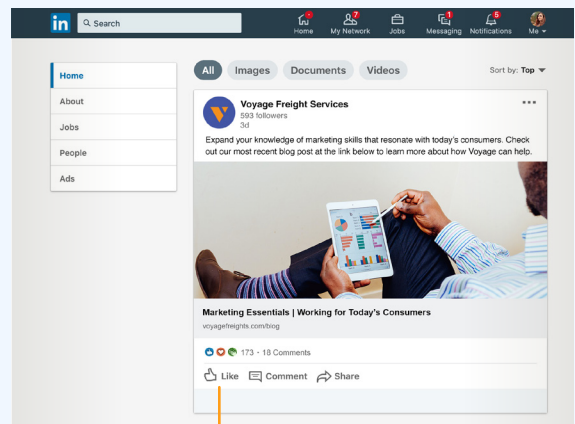 in
Search
7
1
5
Home
My Network
Jobs
Messaging
Notifications
Me
Home
About
Jobs
People
Ads
All
Images
Documents
Videos
Sort by: Top
Voyage Freight Services
593 followers
3d
Expand your knowledge of marketing skills that resonate with today's consumers. Check
out our most recent blog post at the link below to learn more about how Voyage can help.
Marketing Essentials | Working for Today's Consumers
voyagefreights.com/blog
173 - 18 Comments
Like
Comment
Share